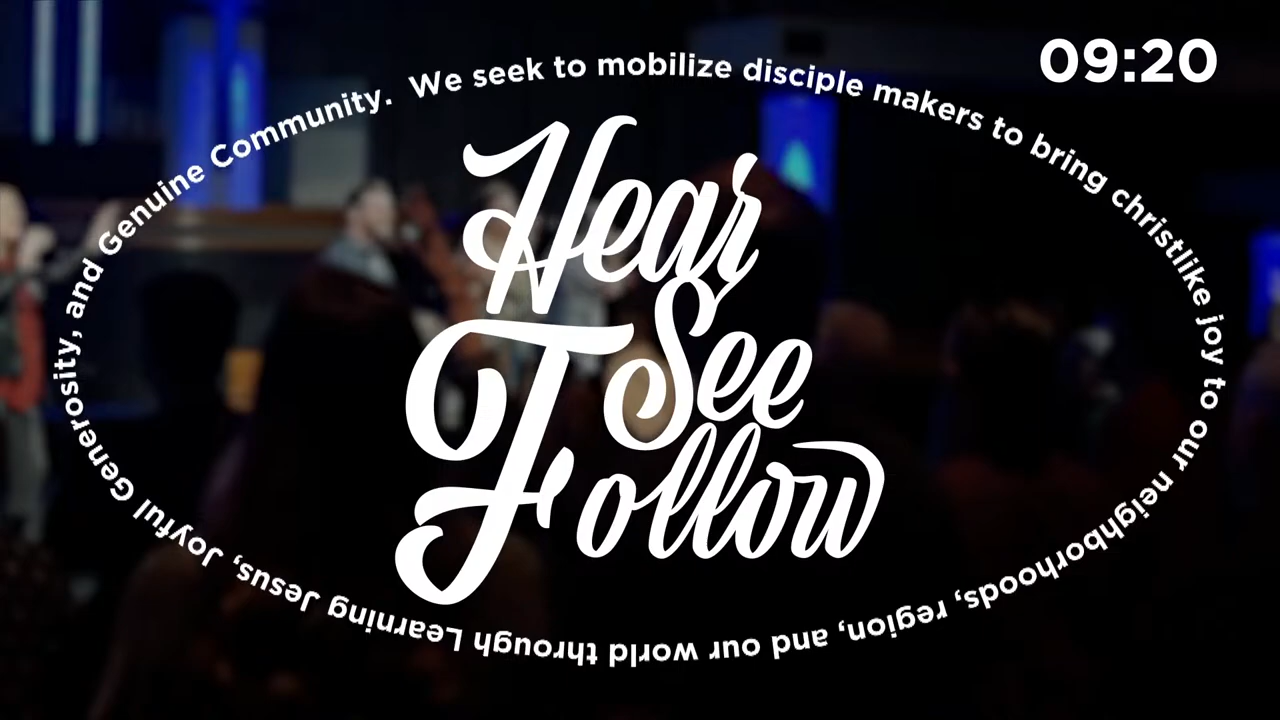 09:20
We seek to mobilize disciple makers to bring christlike joy to our neighborhoods, region, and our world through Learning Jesus, Joyful Generosity, and Genuine Community.
Hear
See
Follow